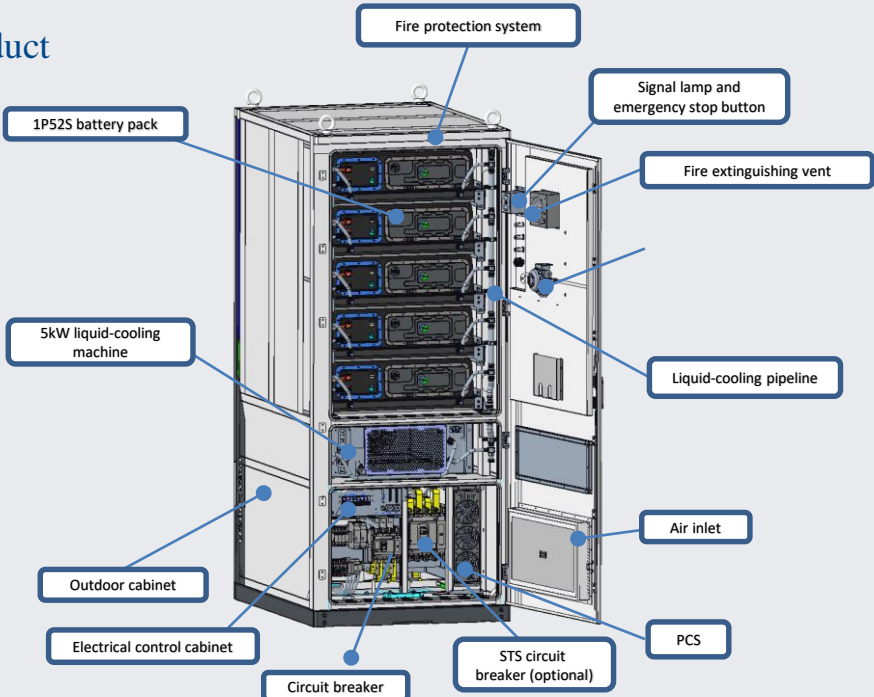 duct
Fire protection system
Signal lamp and
emergency stop button
1P52S battery pack
Fire extinguishing vent
5kW liquid-cooling
machine
Liquid-cooling pipeline
Air inlet
Outdoor cabinet
Electrical control cabinet
STS circuit
breaker (optional)
PCS
Circuit breaker